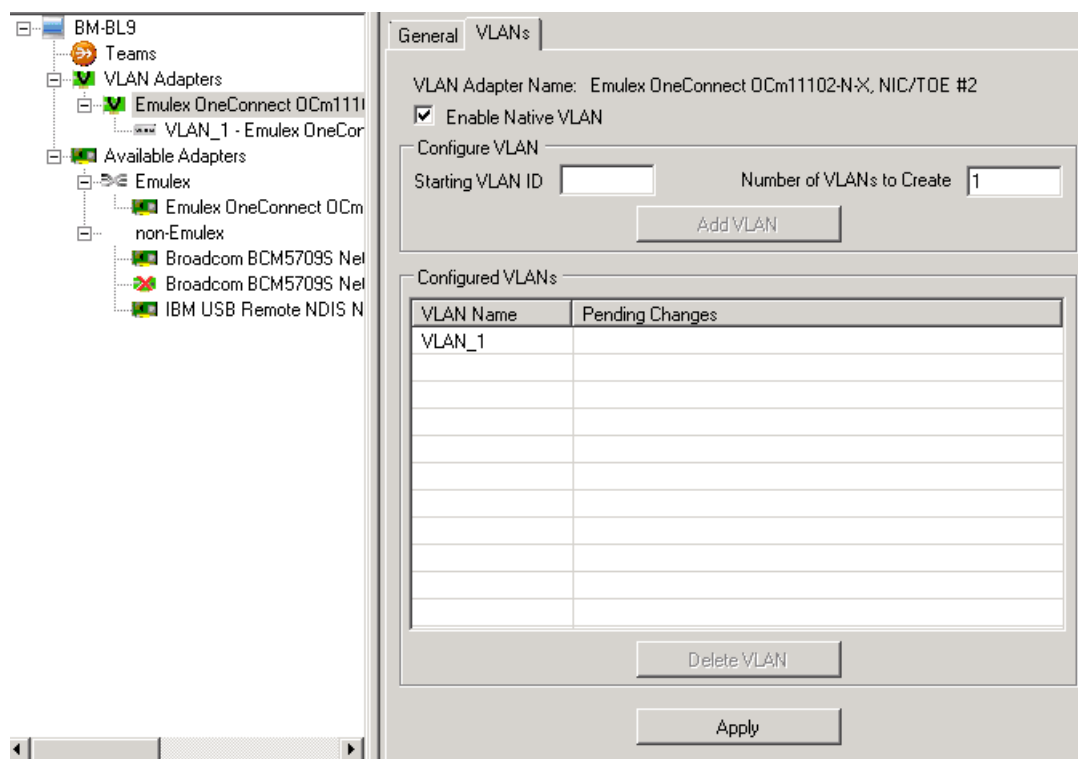 BM-BL9
Teams
VLAN Adapters
Emulex OneConnect OCm111
VLAN_1 - Emulex OneCor
Available Adapters
Emulex
Emulex OneConnect OCm
non-Emulex
Broadcom BCM5709S Net
Broadcom BCM5709S Net
IBM USB Remote NDIS N
General VLANs
VLAN Adapter Name: Emulex OneConnect OCm11102-N-X, NIC/TOE #2
Enable Native VLAN
Configure VLAN
Starting VLAN ID Number of VLANs to Create 1
Add VLAN
Configured VLANs
VLAN Name Pending Changes
VLAN_1
Delete VLAN
Apply